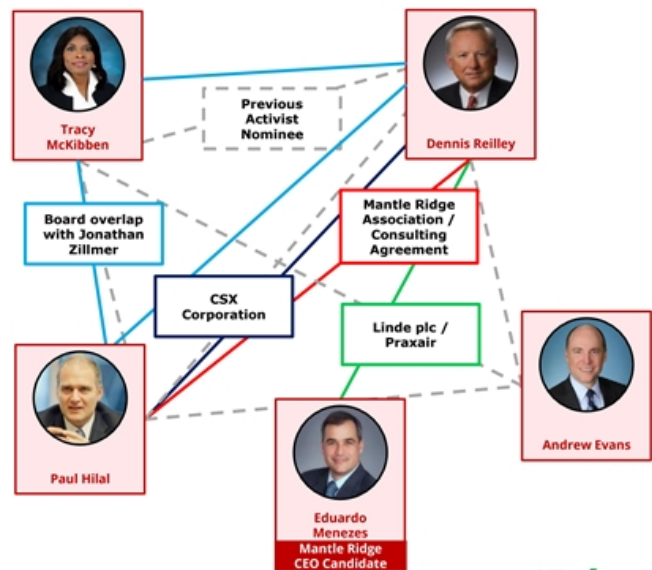 Tracy
McKibben
Previous
Activist
Nominee
Dennis Reilley
Board overlap
with Jonathan
Zillmer
Mantle Ridge
Association /
Consulting
Agreement
CSX
Corporation
Linde plc /
Praxair
Paul Hilal
Eduardo
Menezes
Mantle Ridge
CEO Candidate
Andrew Evans